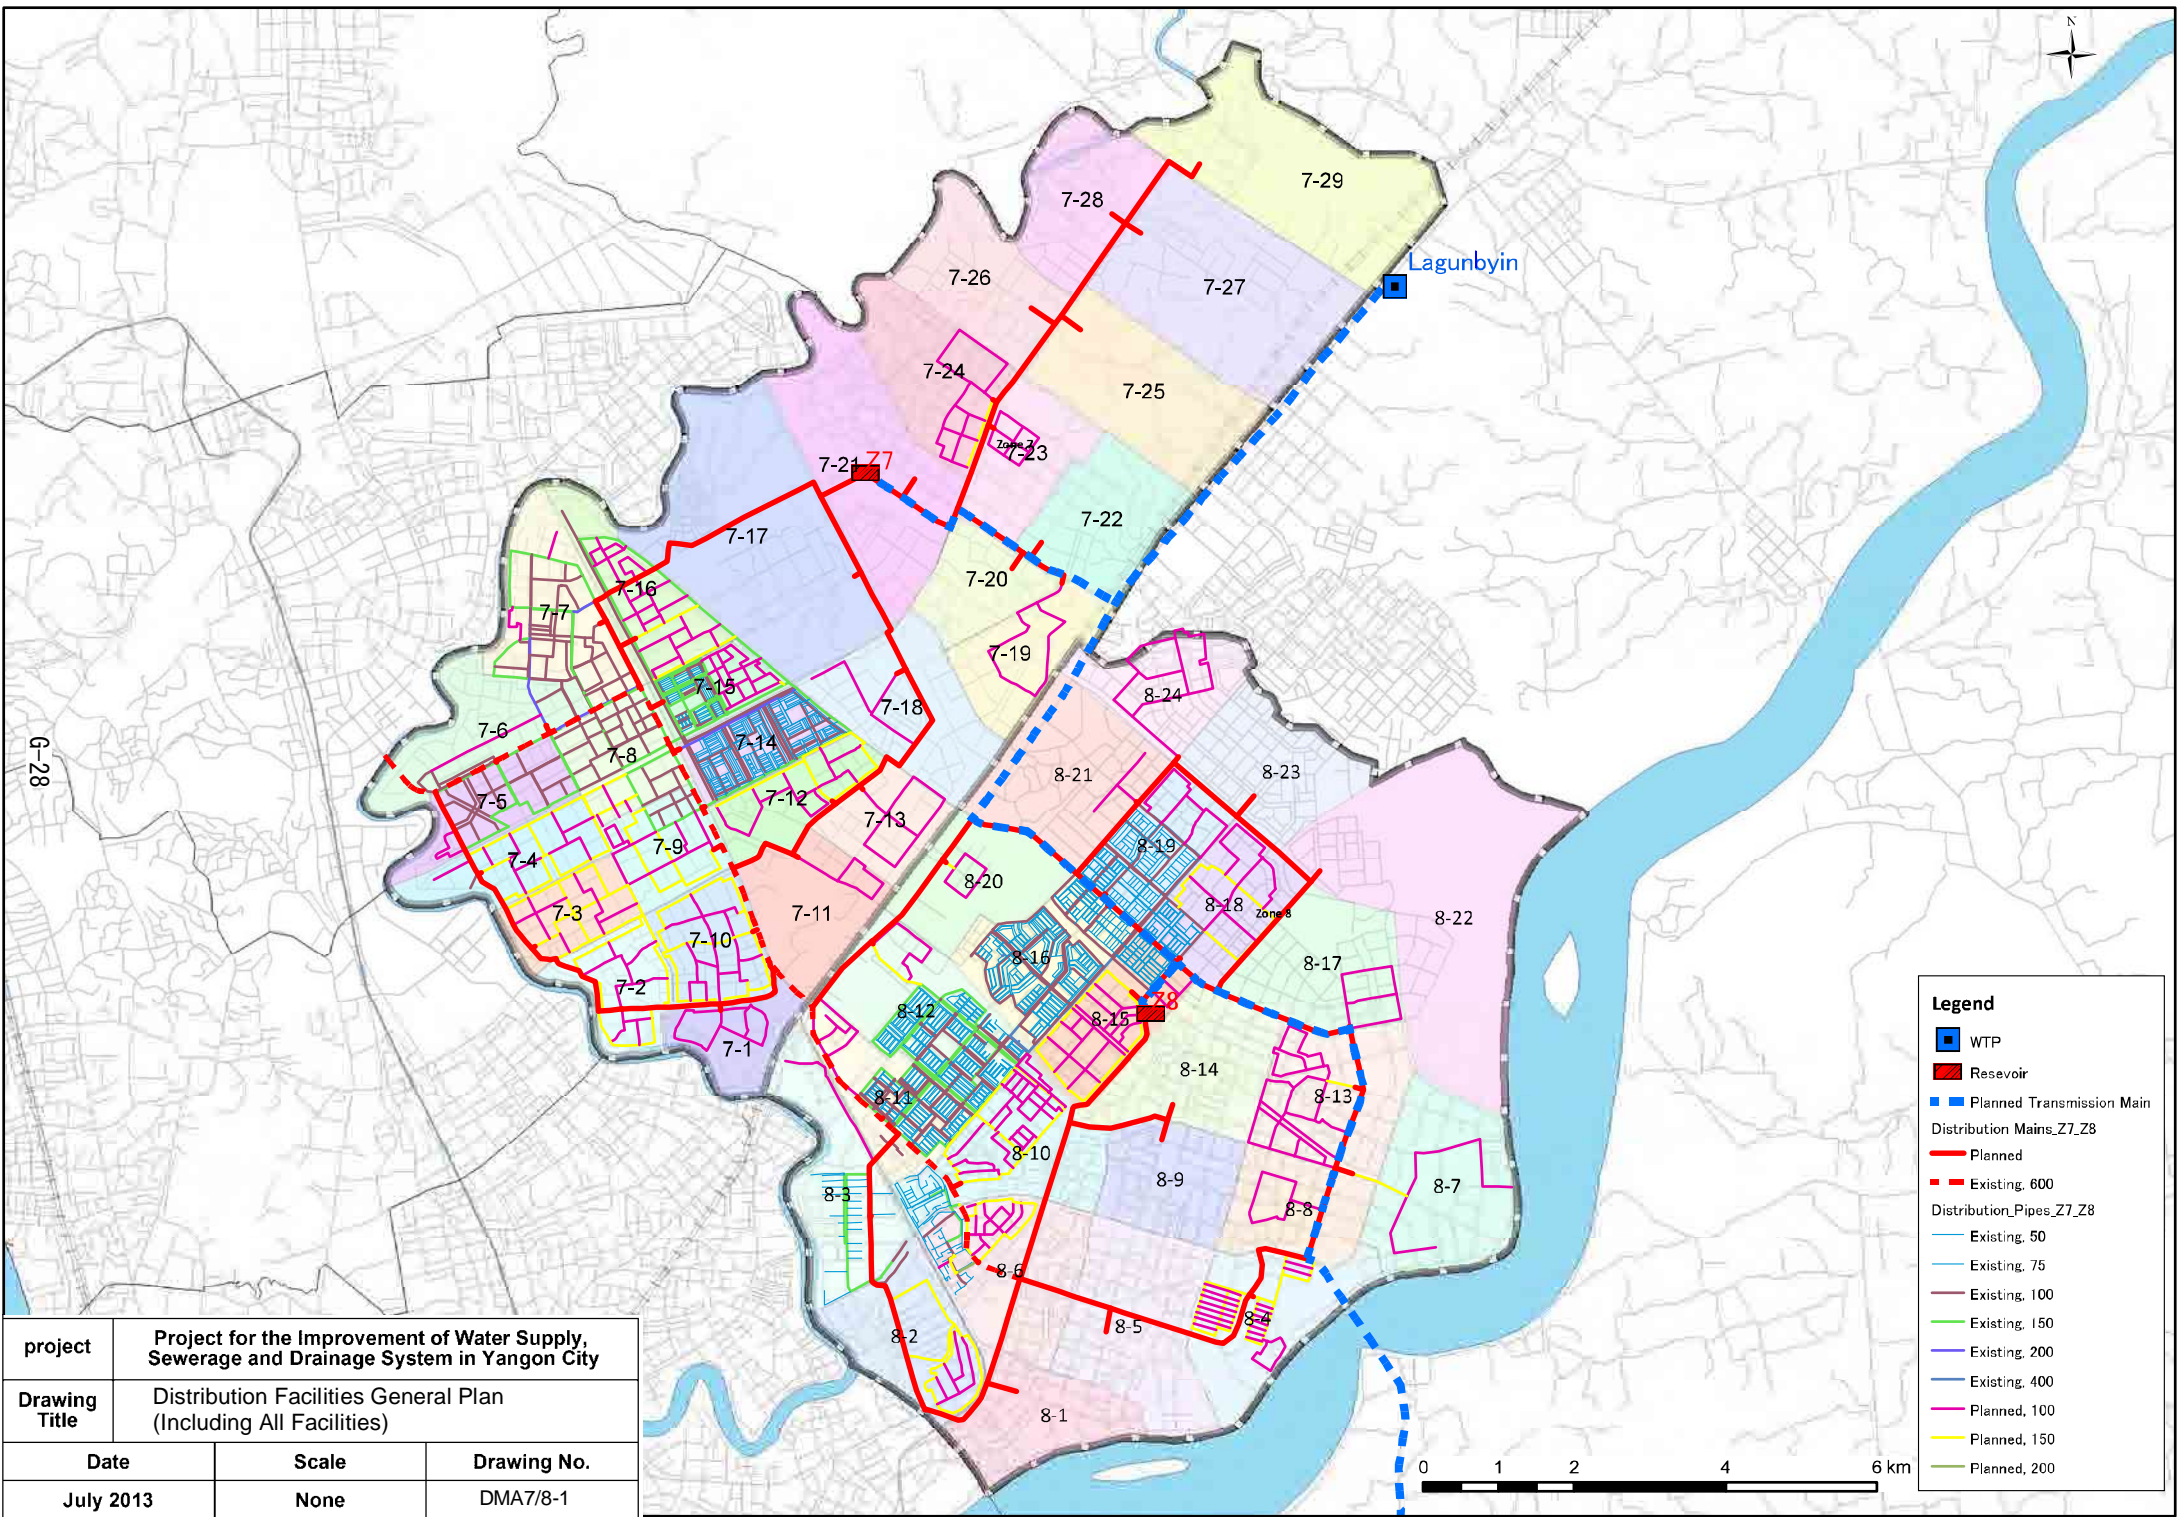 N
7-29
7-28
Lagunbyin
7-26
7-27
7-24
7-25
Zone 7
7-23
7-21
Z7
7-22
7-17
7-20
7-16
7-7
7-19
7-15
8-24
7-18
7-6
7-14
7-8
G-28
8-21
8-23
7-5
7-12
7-13
7-9
7-4
8-19
8-20
7-3
7-11
8-18
Zone 8
8-22
7-10
8-16
8-17
7-2
8-12
Z8
8-15
7-1
8-14
8-11
8-13
8-10
8-9
8-3
8-7
8-8
8-6
8-4
8-5
8-2
8-1
Legend
WTP
Resevoir
Planned Transmission Main
Distribution Mains_Z7_Z8
Planned
Existing, 600
Distribution_Pipes_Z7_Z8
Existing, 50
Existing, 75
Existing, 100
Existing, 150
Existing, 200
Existing, 400
Planned, 100
Planned, 150
Planned, 200
0 1 2 4 6 km
project
Project for the Improvement of Water Supply,
Sewerage and Drainage System in Yangon City
Drawing
Title
Distribution Facilities General Plan
(Including All Facilities)
Date Scale Drawing No.
July 2013 None DMA7/8-1